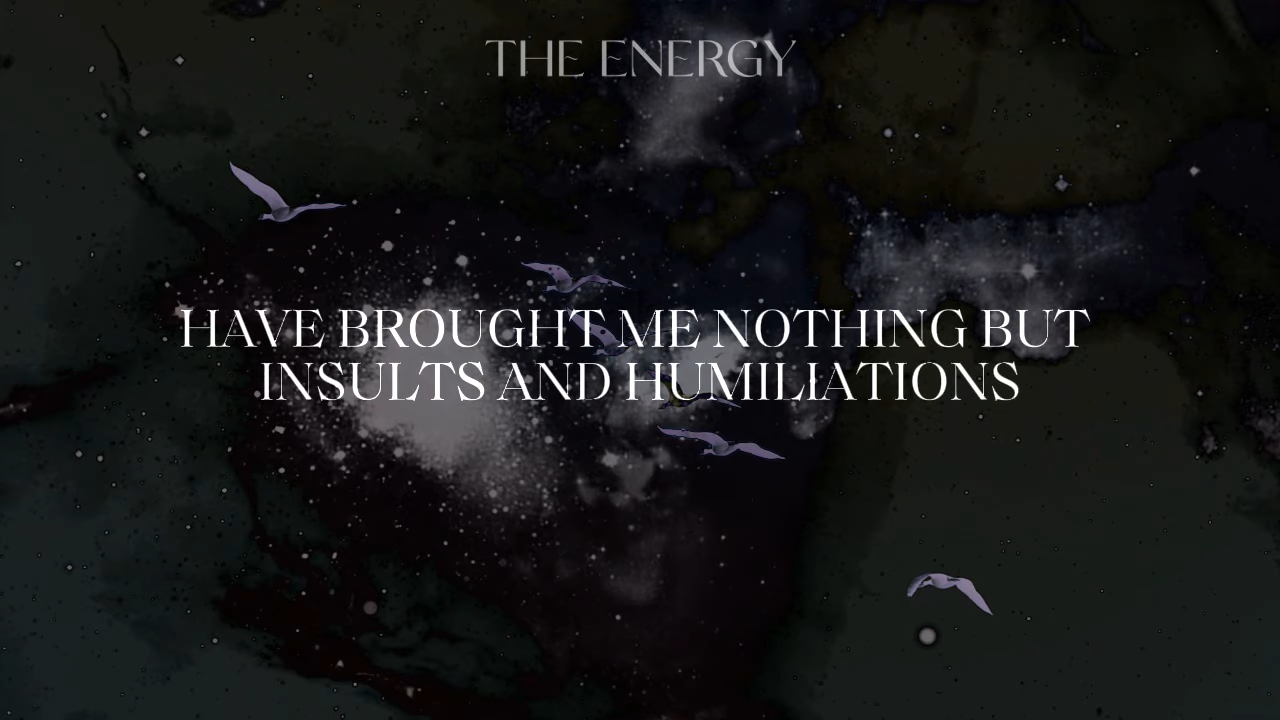 THE ENERGY
HAVE BROUGHT ME NOTHING BUT
INSULTS AND HUMILIATIONS